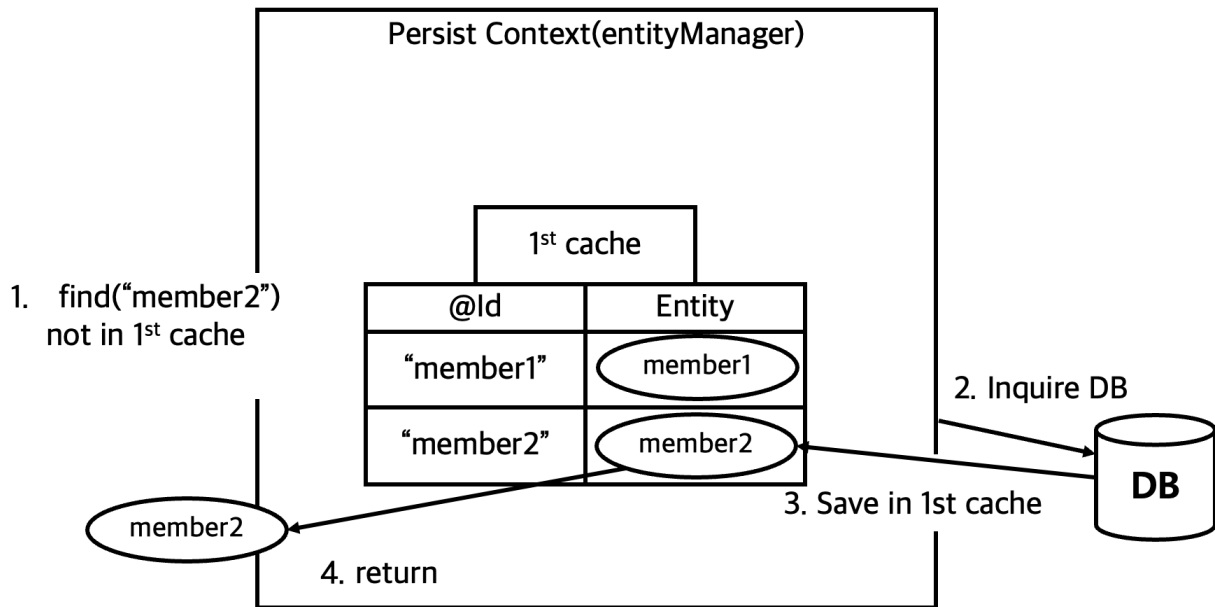 Persist Context(entityManager)
1st cache
1. find(“member2”)
not in 1st cache
@Id Entity
“member1” member1
“member2” member2
2. Inquire DB
DB
3. Save in 1st cache
member2
4. return